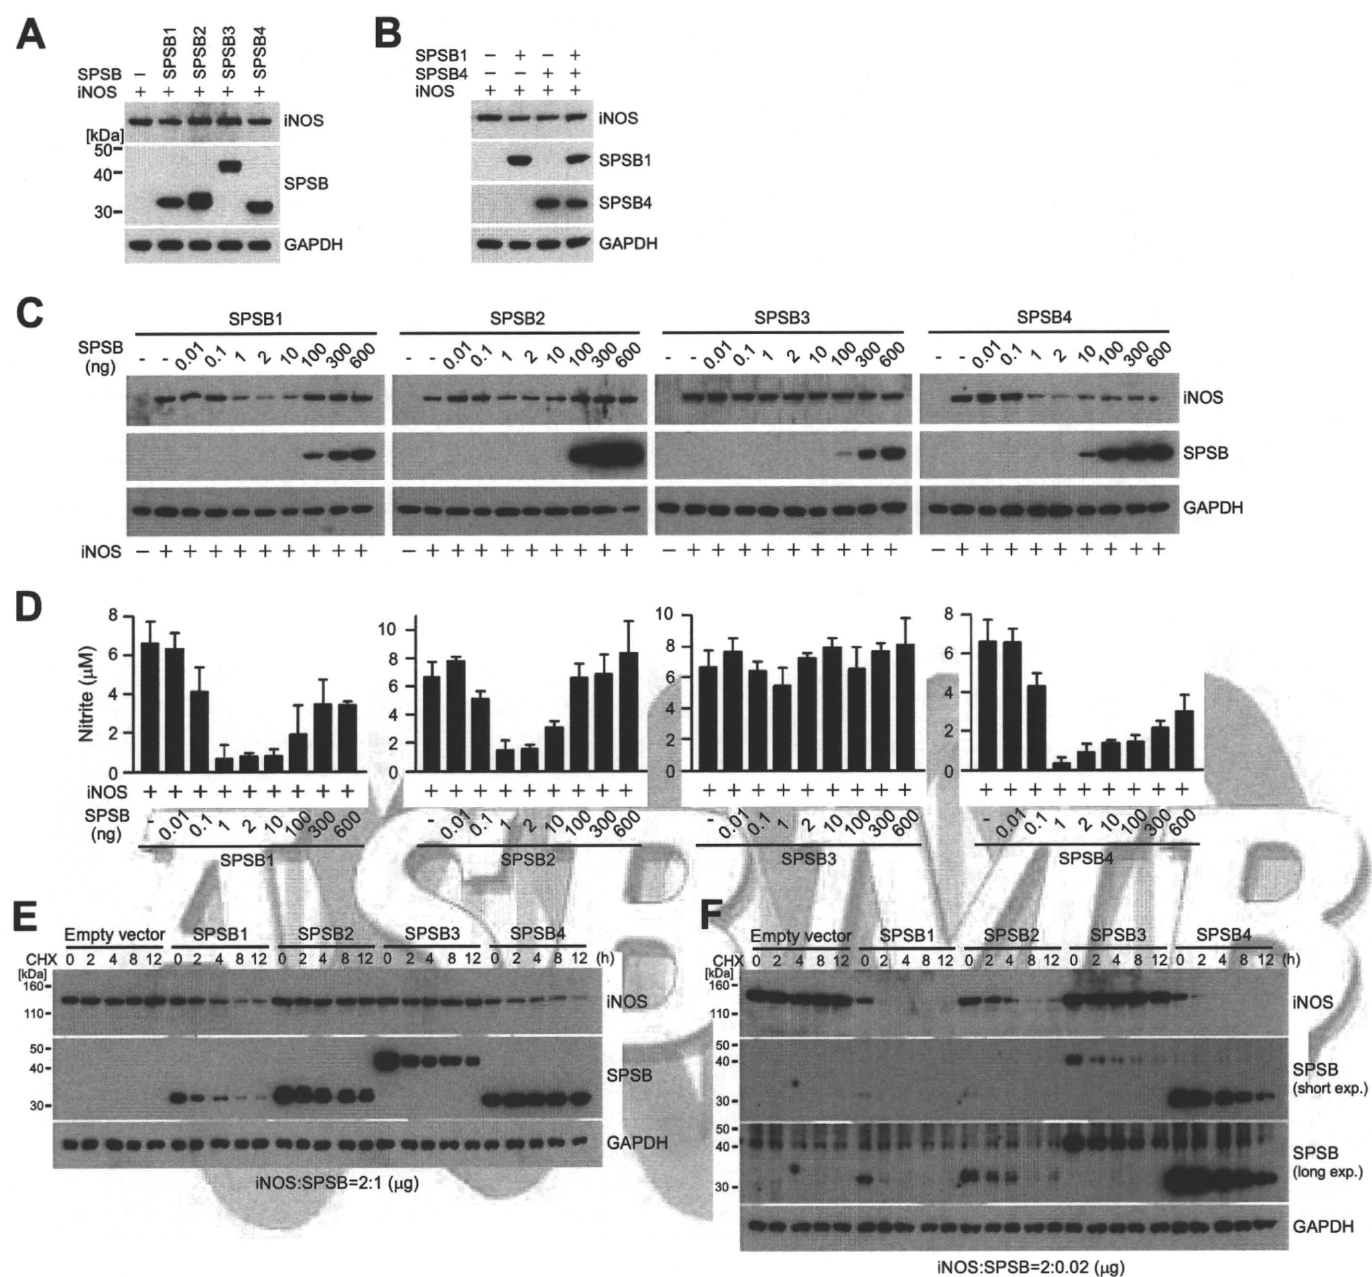 A
SPSB – SPSB1 SPSB2 SPSB3 SPSB4
iNOS + + + + +
iNOS
[kDa]
50
40
30
SPSB
GAPDH
B
SPSB1 – + – +
SPSB4 – – + +
iNOS + + + +
iNOS
SPSB1
SPSB4
GAPDH
C
SPSB1 SPSB2 SPSB3 SPSB4
SPSB (ng) - - 0.01 0.1 1 2 10 100 300 600 - - 0.01 0.1 1 2 10 100 300 600 - - 0.01 0.1 1 2 10 100 300 600 - - 0.01 0.1 1 2 10 100 300 600
iNOS
SPSB
GAPDH
iNOS – + + + + + + + + + – + + + + + + + + + – + + + + + + + + + – + + + + + + + + +
D
Nitrite (μM)
8 6 4 2 0
10 8 6 4 2 0
10 8 6 4 2 0
8 6 4 2 0
iNOS + + + + + + + + + + + + + + + + + + + + + + + + + + + + + + + + + + + +
SPSB (ng) - 0.01 0.1 1 2 10 100 300 600 - 0.01 0.1 1 2 10 100 300 600 - 0.01 0.1 1 2 10 100 300 600 - 0.01 0.1 1 2 10 100 300 600
SPSB1 SPSB2 SPSB3 SPSB4
ASBMB
E
Empty vector SPSB1 SPSB2 SPSB3 SPSB4
CHX 0 2 4 8 12 0 2 4 8 12 0 2 4 8 12 0 2 4 8 12 0 2 4 8 12 (h)
[kDa]
160
110
iNOS
50
40
30
SPSB
GAPDH
iNOS:SPSB=2:1 (μg)
F
Empty vector SPSB1 SPSB2 SPSB3 SPSB4
CHX 0 2 4 8 12 0 2 4 8 12 0 2 4 8 12 0 2 4 8 12 0 2 4 8 12 (h)
[kDa]
160
110
iNOS
50
40
30
SPSB
(short exp.)
50
40
30
SPSB
(long exp.)
GAPDH
iNOS:SPSB=2:0.02 (μg)